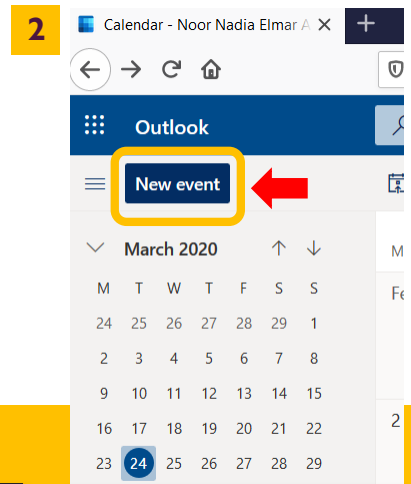 2
Calendar - Noor Nadia Elmar
Outlook
New event
March 2020
M T W T F S S
24 25 26 27 28 29 1
2 3 4 5 6 7 8
9 10 11 12 13 14 15
16 17 18 19 20 21 22
23 24 25 26 27 28 29
M
Fe
2